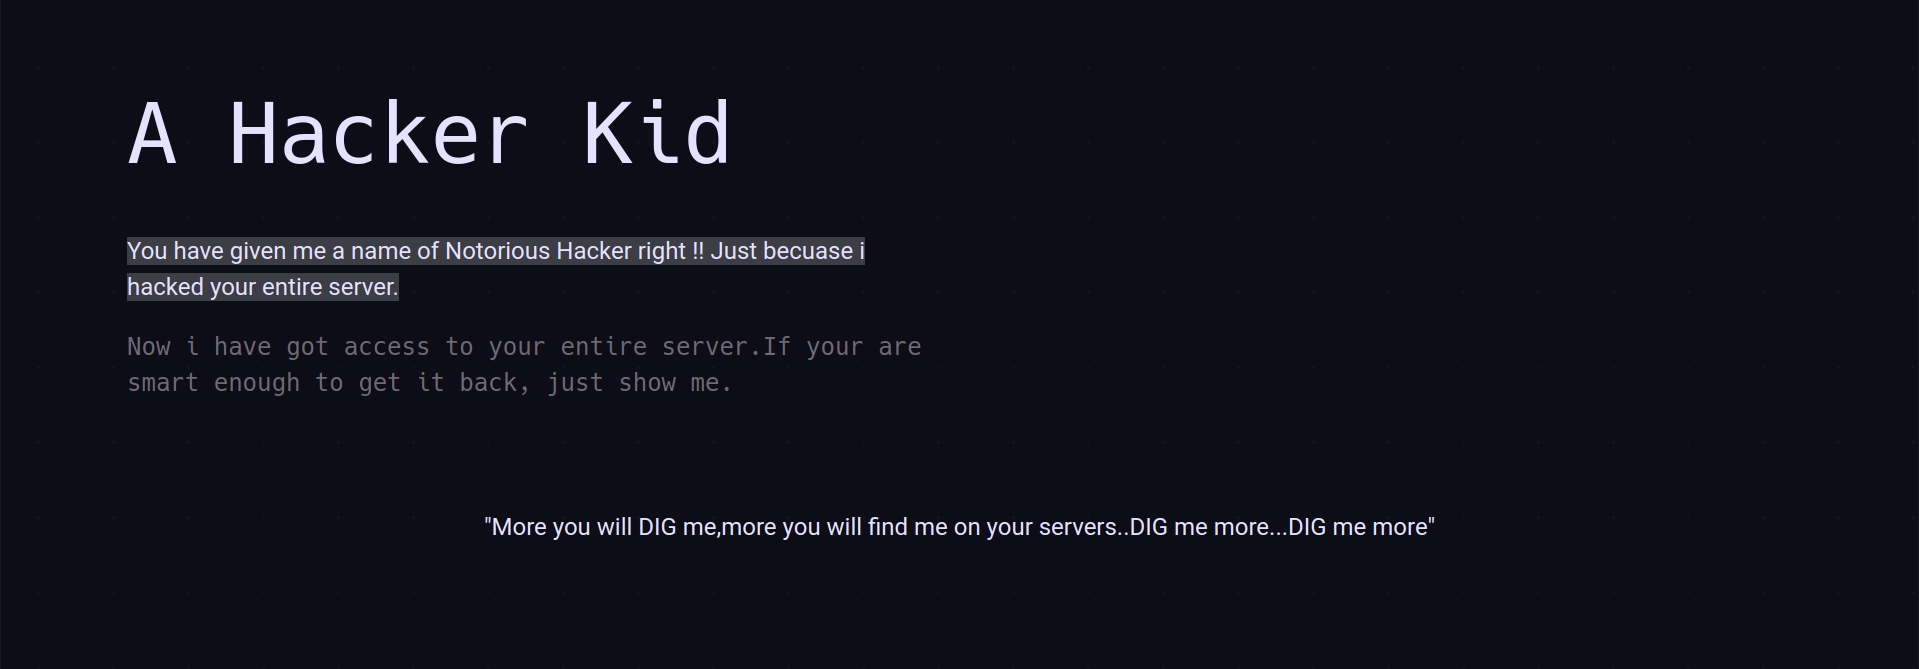 A Hacker Kid
You have given me a name of Notorious Hacker right !! Just becuase i
hacked your entire server.
Now i have got access to your entire server.If your are
smart enough to get it back, just show me.
"More you will DIG me,more you will find me on your servers..DIG me more...DIG me more"